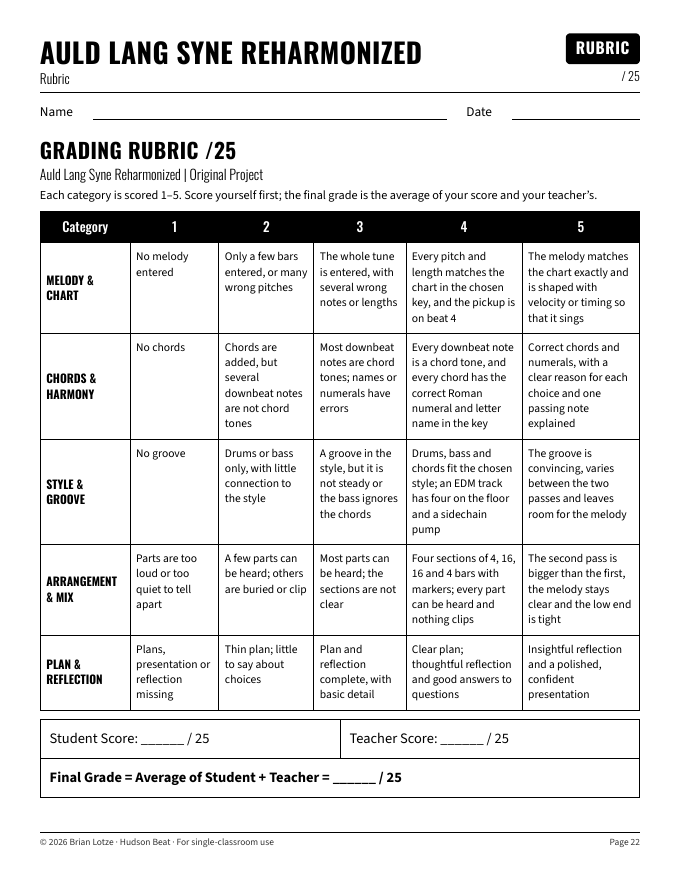 AULD LANG SYNE REHARMONIZED
RUBRIC
Rubric
/ 25
Name
Date
GRADING RUBRIC /25
Auld Lang Syne Reharmonized | Original Project
Each category is scored 1–5. Score yourself first; the final grade is the average of your score and your teacher’s.
Category 1 2 3 4 5
MELODY &
CHART
No melody
entered
Only a few bars
entered, or many
wrong pitches
The whole tune
is entered, with
several wrong
notes or lengths
Every pitch and
length matches the
chart in the chosen
key, and the pickup is
on beat 4
The melody matches
the chart exactly and
is shaped with
velocity or timing so
that it sings
CHORDS &
HARMONY
No chords
Chords are
added, but
several
downbeat notes
are not chord
tones
Most downbeat
notes are chord
tones; names or
numerals have
errors
Every downbeat note
is a chord tone, and
every chord has the
correct Roman
numeral and letter
name in the key
Correct chords and
numerals, with a
clear reason for each
choice and one
passing note
explained
STYLE &
GROOVE
No groove
Drums or bass
only, with little
connection to
the style
A groove in the
style, but it is
not steady or
the bass ignores
the chords
Drums, bass and
chords fit the chosen
style; an EDM track
has four on the floor
and a sidechain
pump
The groove is
convincing, varies
between the two
passes and leaves
room for the melody
ARRANGEMENT
& MIX
Parts are too
loud or too
quiet to tell
apart
A few parts can
be heard; others
are buried or clip
Most parts can
be heard; the
sections are not
clear
Four sections of 4, 16,
16 and 4 bars with
markers; every part
can be heard and
nothing clips
The second pass is
bigger than the first,
the melody stays
clear and the low end
is tight
PLAN &
REFLECTION
Plans,
presentation or
reflection
missing
Thin plan; little
to say about
choices
Plan and
reflection
complete, with
basic detail
Clear plan;
thoughtful reflection
and good answers to
questions
Insightful reflection
and a polished,
confident
presentation
Student Score: ______ / 25
Teacher Score: ______ / 25
Final Grade = Average of Student + Teacher = ______ / 25
© 2026 Brian Lotze · Hudson Beat · For single-classroom use
Page 22